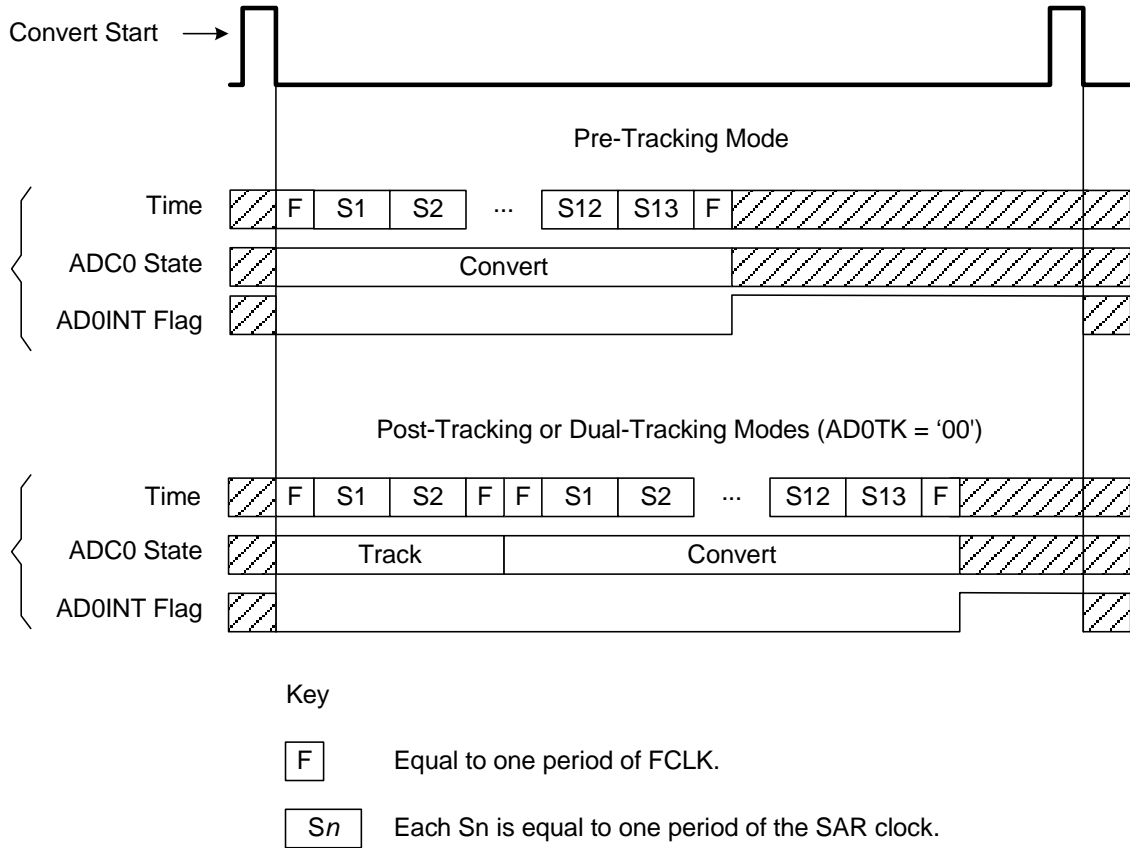 Convert Start
Pre-Tracking Mode
Time F S1 S2 ... S12 S13 F
ADC0 State Convert
AD0INT Flag
Post-Tracking or Dual-Tracking Modes (AD0TK = ‘00')
Time F S1 S2 F F S1 S2 ... S12 S13 F
ADC0 State Track Convert
AD0INT Flag
Key
F Equal to one period of FCLK.
Sn Each Sn is equal to one period of the SAR clock.